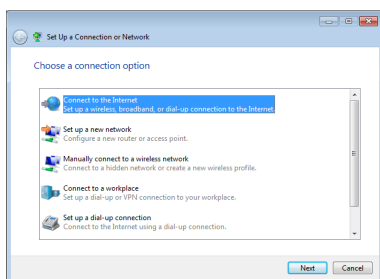 Set Up a Connection or Network
Choose a connection option
Connect to the Internet
Set up a wireless, broadband, or dial-up connection to the Internet.
Set up a new network
Configure a new router or access point.
Manually connect to a wireless network
Connect to a hidden network or create a new wireless profile.
Connect to a workplace
Set up a dial-up or VPN connection to your workplace.
Set up a dial-up connection
Connect to the Internet using a dial-up connection.
Next
Cancel